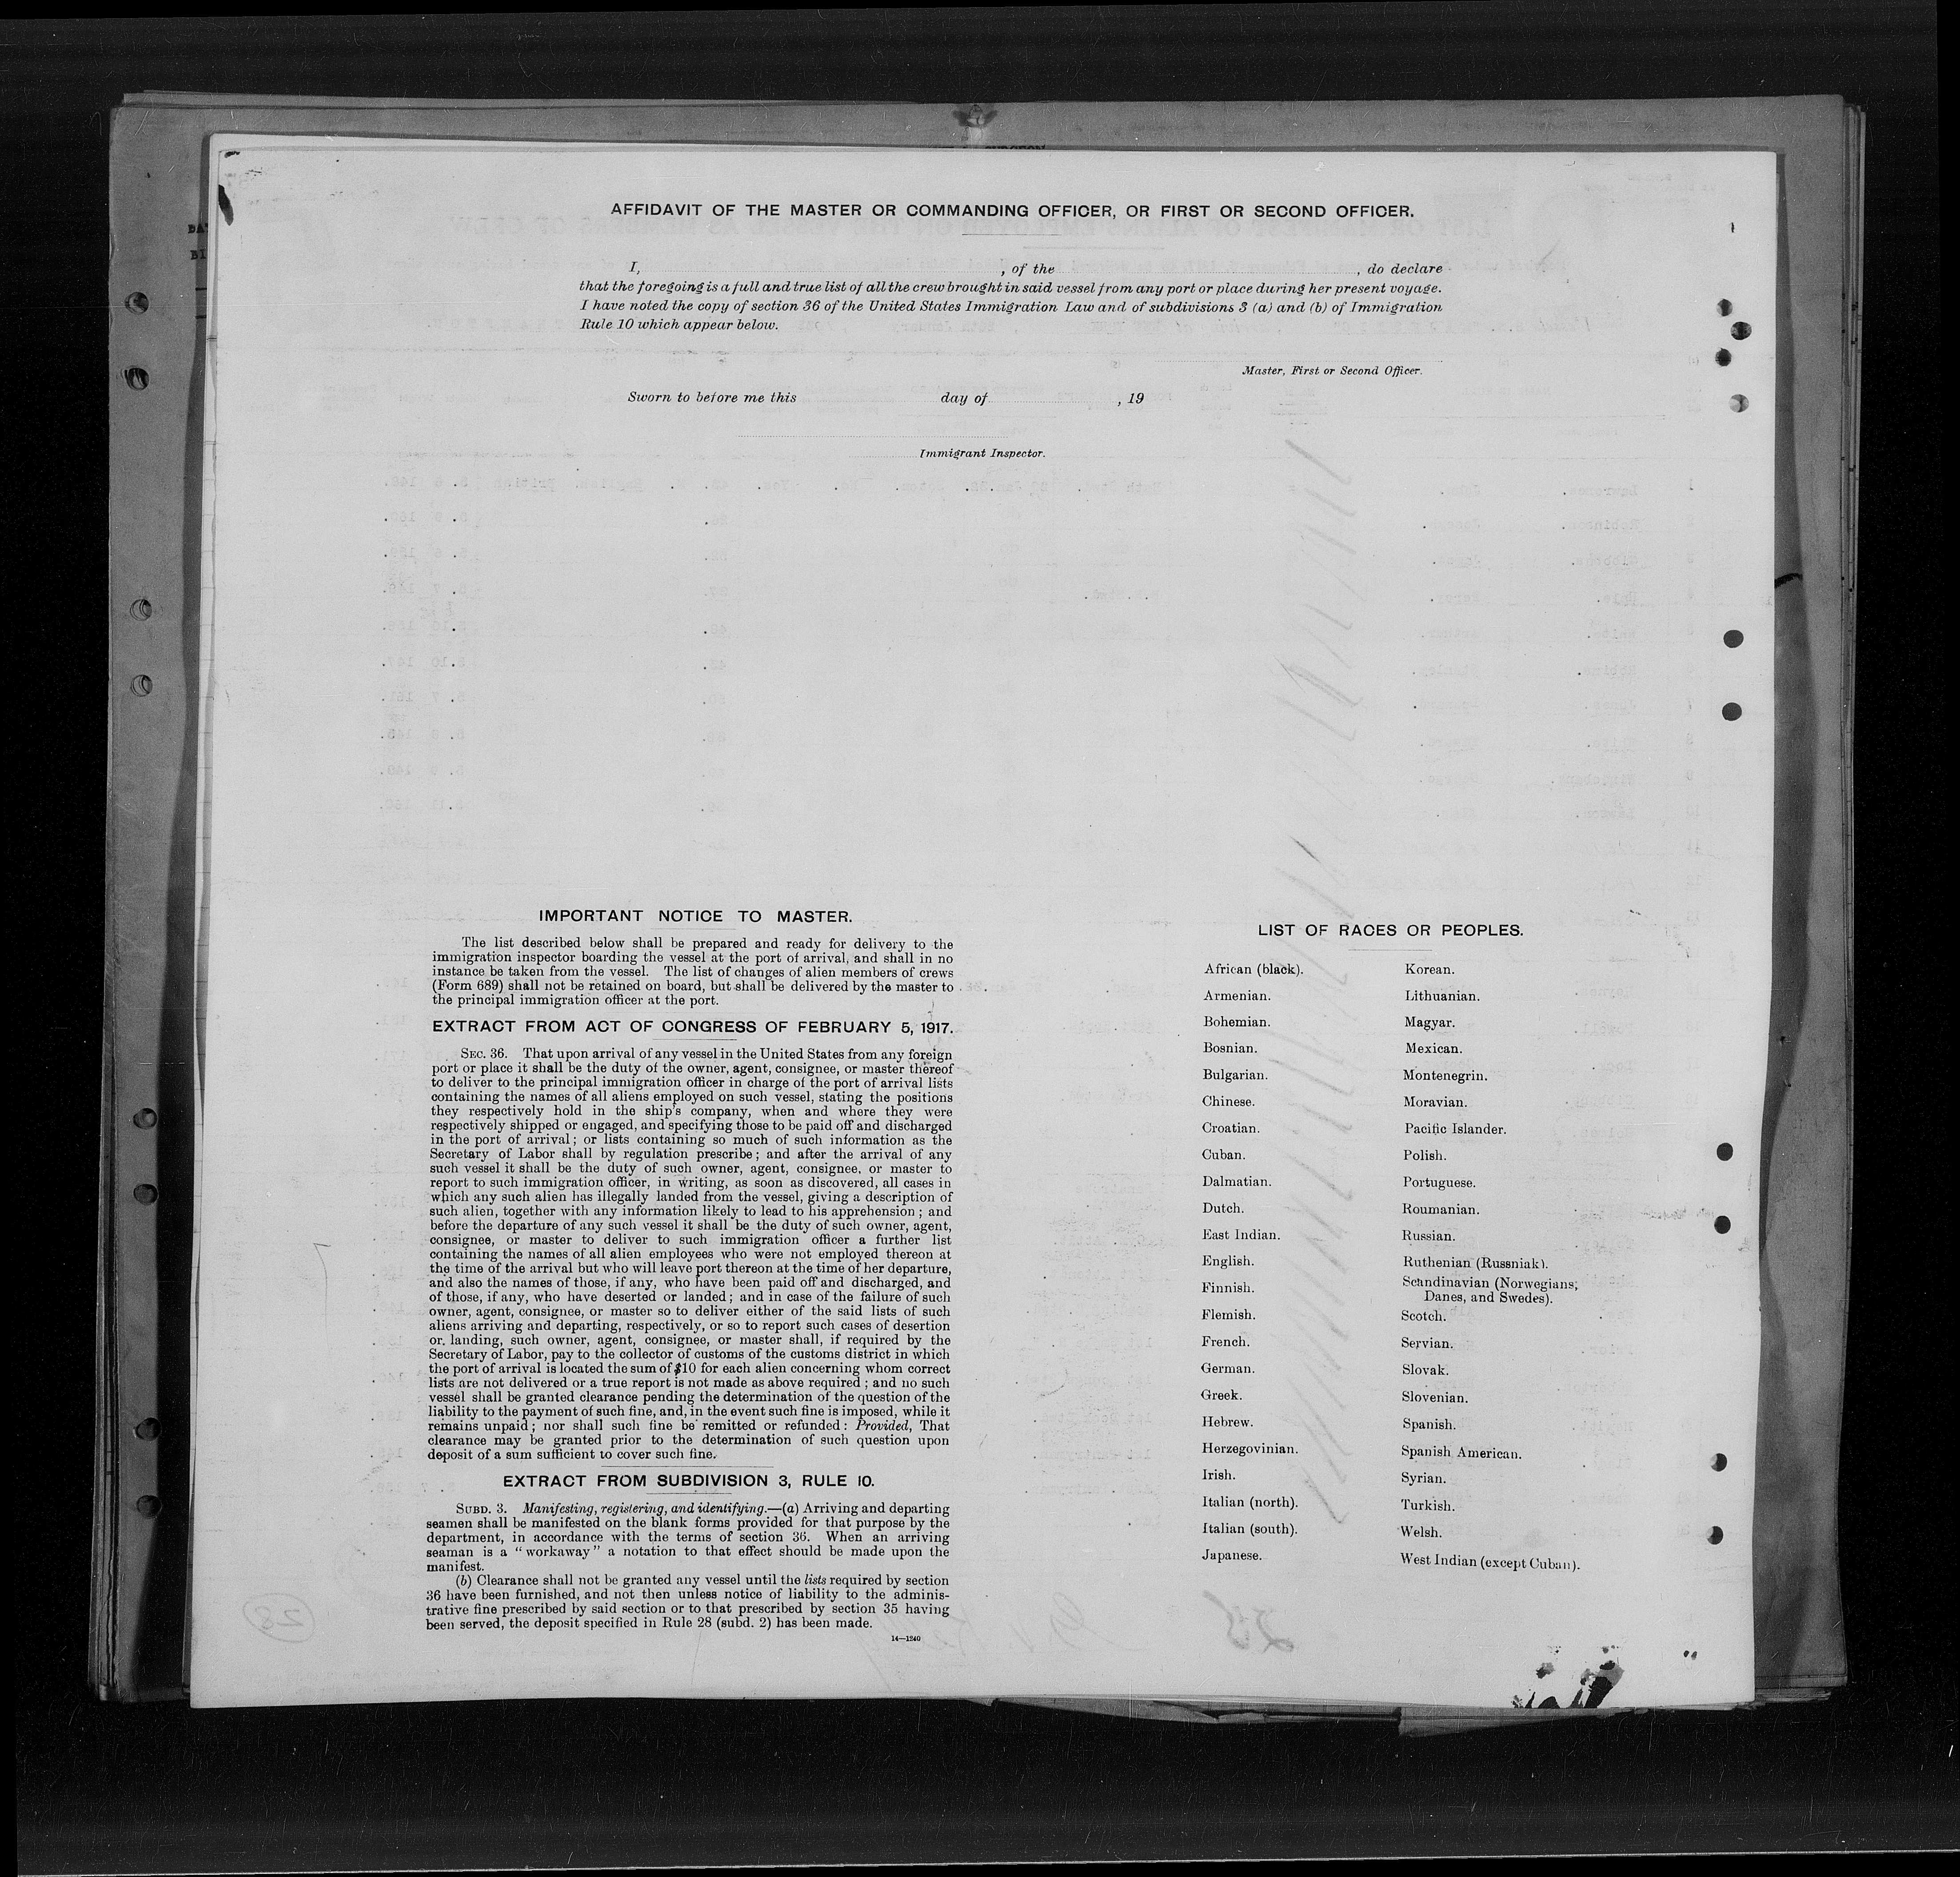 AFFIDAVIT OF THE MASTER OR COMMANDING OFFICER, OR FIRST OR SECOND OFFICER.
I, , of the , do declare
that the foregoing is a full and true list of all the crew brought in said vessel from any port or place during her present voyage.
I have noted the copy of section 36 of the United States Immigration Law and of subdivisions 3 (a) and (b) of Immigration
Rule 10 which appear below.
Master, First or Second Officer.
Sworn to before me this day of , 19
Immigrant Inspector.
IMPORTANT NOTICE TO MASTER.
The list described below shall be prepared and ready for delivery to the
immigration inspector boarding the vessel at the port of arrival, and shall in no
instance be taken from the vessel. The list of changes of alien members of crews
(Form 689) shall not be retained on board, but shall be delivered by the master to
the principal immigration officer at the port.
EXTRACT FROM ACT OF CONGRESS OF FEBRUARY 5, 1917.
SEC. 36. That upon arrival of any vessel in the United States from any foreign
port or place it shall be the duty of the owner, agent, consignee, or master thereof
to deliver to the principal immigration officer in charge of the port of arrival lists
containing the names of all aliens employed on such vessel, stating the positions
they respectively hold in the ship's company, when and where they were
respectively shipped or engaged, and specifying those to be paid off and discharged
in the port of arrival; or lists containing so much of such information as the
Secretary of Labor shall by regulation prescribe; and after the arrival of any
such vessel it shall be the duty of such owner, agent, consignee, or master to
report to such immigration officer, in writing, as soon as discovered, all cases in
which any such alien has illegally landed from the vessel, giving a description of
such alien, together with any information likely to lead to his apprehension; and
before the departure of any such vessel it shall be the duty of such owner, agent,
consignee, or master to deliver to such immigration officer a further list
containing the names of all alien employees who were not employed thereon at
the time of the arrival but who will leave port thereon at the time of her departure,
and also the names of those, if any, who have been paid off and discharged, and
of those, if any, who have deserted or landed; and in case of the failure of such
owner, agent, consignee, or master so to deliver either of the said lists of such
aliens arriving and departing, respectively, or so to report such cases of desertion
or landing, such owner, agent, consignee, or master shall, if required by the
Secretary of Labor, pay to the collector of customs of the customs district in which
the port of arrival is located the sum of $10 for each alien concerning whom correct
lists are not delivered or a true report is not made as above required; and no such
vessel shall be granted clearance pending the determination of the question of the
liability to the payment of such fine, and, in the event such fine is imposed, while it
remains unpaid; nor shall such fine be remitted or refunded: Provided, That
clearance may be granted prior to the determination of such question upon
deposit of a sum sufficient to cover such fine.
EXTRACT FROM SUBDIVISION 3, RULE 10.
SUBD. 3. Manifesting, registering, and identifying.—(a) Arriving and departing
seamen shall be manifested on the blank forms provided for that purpose by the
department, in accordance with the terms of section 36. When an arriving
seaman is a "workaway" a notation to that effect should be made upon the
manifest.
(b) Clearance shall not be granted any vessel until the lists required by section
36 have been furnished, and not then unless notice of liability to the adminis-
trative fine prescribed by said section or to that prescribed by section 35 having
been served, the deposit specified in Rule 28 (subd. 2) has been made.
14—1240
LIST OF RACES OR PEOPLES.
African (black).
Armenian.
Bohemian.
Bosnian.
Bulgarian.
Chinese.
Croatian.
Cuban.
Dalmatian.
Dutch.
East Indian.
English.
Finnish.
Flemish.
French.
German.
Greek.
Hebrew.
Herzegovinian.
Irish.
Italian (north).
Italian (south).
Japanese.
Korean.
Lithuanian.
Magyar.
Mexican.
Montenegrin.
Moravian.
Pacific Islander.
Polish.
Portuguese.
Roumanian.
Russian.
Ruthenian (Russniak).
Scandinavian (Norwegians,
Danes, and Swedes).
Scotch.
Servian.
Slovak.
Slovenian.
Spanish.
Spanish American.
Syrian.
Turkish.
Welsh.
West Indian (except Cuban).